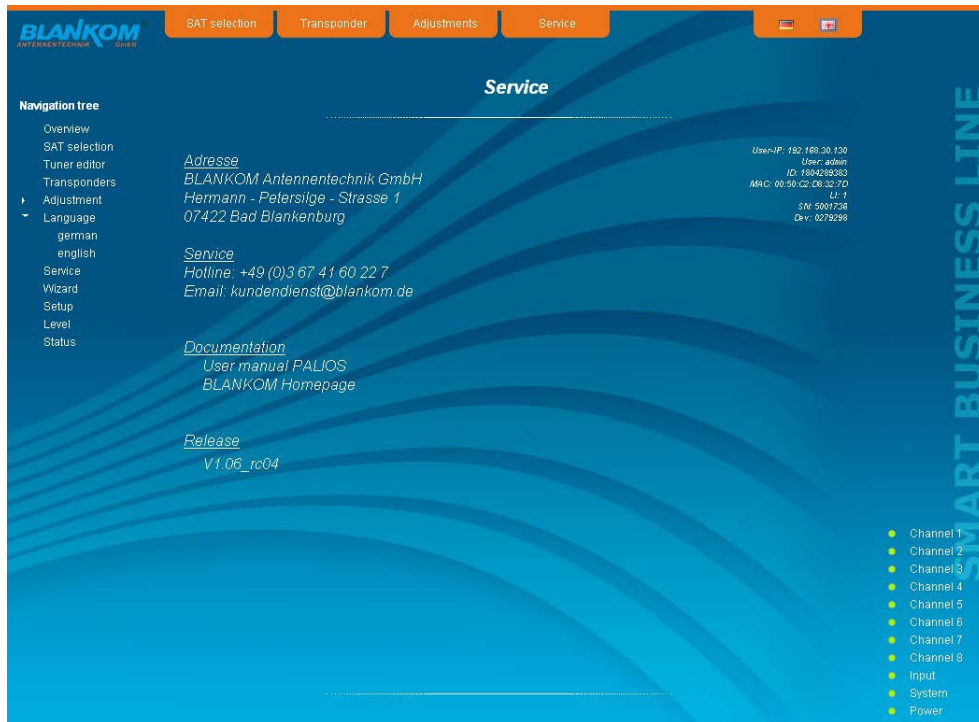 BLANKOM
ANTENNENTECHNIK GmbH
SAT selection
Transponder
Adjustments
Service
Service
Navigation tree
Overview
SAT selection
Tuner editor
Transponders
Adjustment
Language
german
english
Service
Wizard
Setup
Level
Status
Adresse
BLANKOM Antennentechnik GmbH
Hermann - Petersilge - Strasse 1
07422 Bad Blankenburg
Service
Hotline: +49 (0)3 67 41 60 22 7
Email: kundendienst@blankom.de
Documentation
User manual PALIOS
BLANKOM Homepage
Release
V1.06_rc04
User-IP: 192.168.30.130
User: admin
ID: 1804289383
MAC: 00:50:C2:D8:32:7D
LI: 1
SN: 5001736
Dev: 0279298
SMART BUSINESS LINE
Channel 1
Channel 2
Channel 3
Channel 4
Channel 5
Channel 6
Channel 7
Channel 8
Input
System
Power